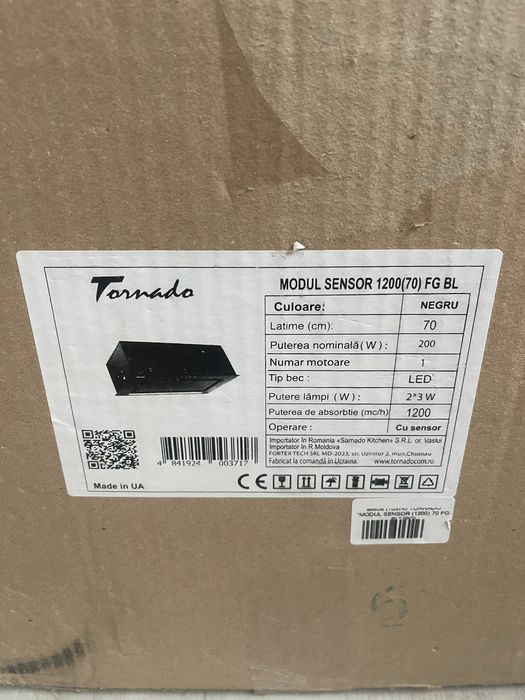 Tornado
MODUL SENSOR 1200(70) FG BL
Culoare: NEGRU
Latime (cm): 70
Puterea nominală ( W ) : 200
Numar motoare 1
Tip bec : LED
Putere lămpi ( W ) : 2*3 W
Puterea de absorbtie (mc/h) 1200
Operare : Cu sensor
Importator în Romania «Samado Kitchen» S.R.L. or. Vaslui
Importator în R.Moldova
FORTEX TECH SRL MD-2023, str. Uzinilor 2, mun.Chisinau
Fabricat la comandă în Ucraina. www.tornadocom.ro
4 841924 003717
Made in UA
CE
TORNADO
"MODUL SENSOR (1200) 70 FG